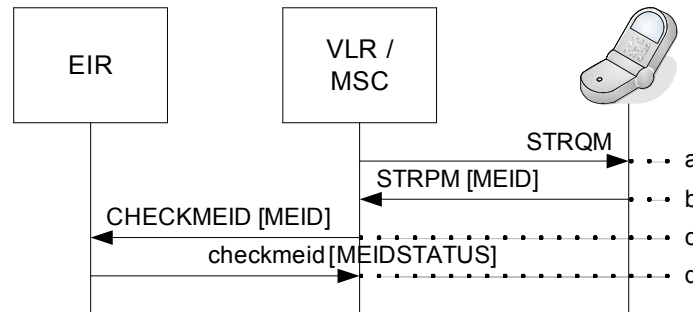 EIR
VLR /
MSC
STRQM
a
STRPM [MEID]
b
CHECKMEID [MEID]
c
checkmeid [MEIDSTATUS]
d